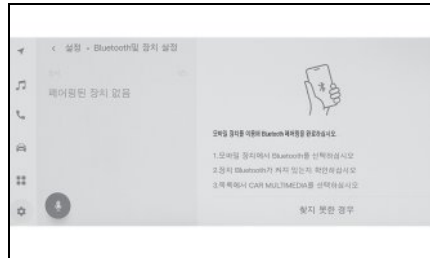 < 설정 • Bluetooth및 장치 설정
페어링된 장치 없음
모바일 장치를 이용해 Bluetooth 페어링을 완료하십시오.
1.모바일 장치에서 Bluetooth를 선택하십시오
2.장치 Bluetooth가 켜져 있는지 확인하십시오
3.목록에서 CAR MULTIMEDIA를 선택하십시오
찾지 못한 경우